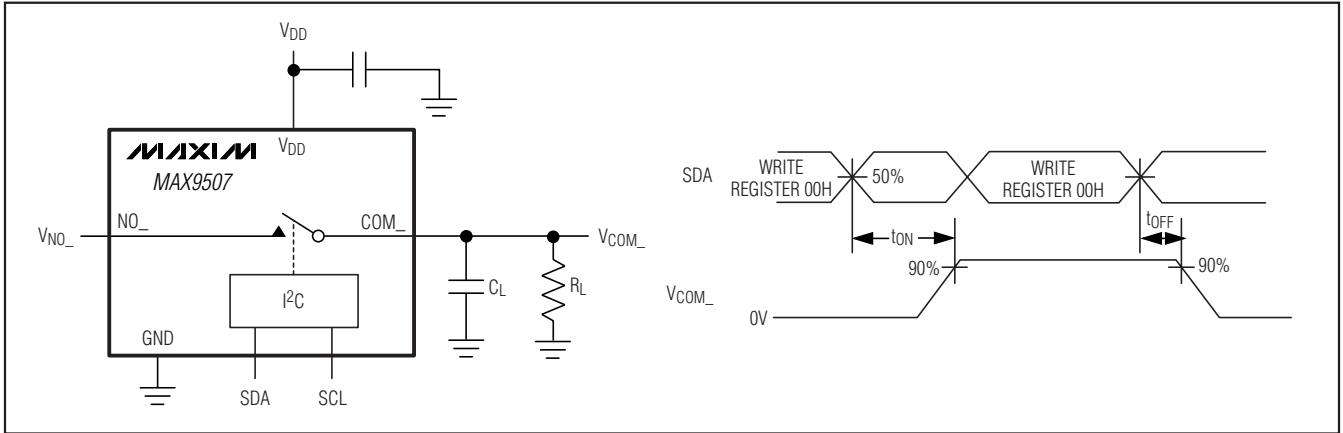 VDD
VDD
MAXIM
MAX9507
VNO_
NO_
COM_
VCOM_
CL
RL
I²C
GND
SDA
SCL
SDA
WRITE
REGISTER 00H
50%
WRITE
REGISTER 00H
tON
tOFF
90%
90%
VCOM_
0V